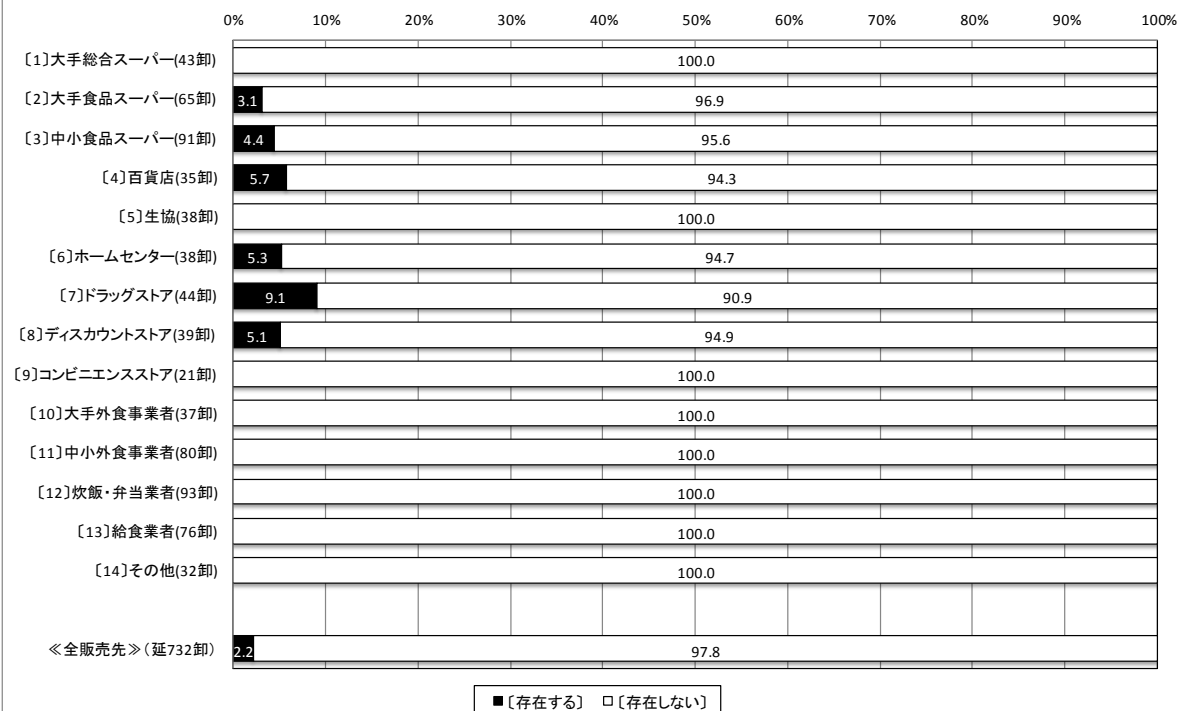 0% 10% 20% 30% 40% 50% 60% 70% 80% 90% 100%
〔1〕大手総合スーパー(43卸) 100.0
〔2〕大手食品スーパー(65卸) 3.1 96.9
〔3〕中小食品スーパー(91卸) 4.4 95.6
〔4〕百貨店(35卸) 5.7 94.3
〔5〕生協(38卸) 100.0
〔6〕ホームセンター(38卸) 5.3 94.7
〔7〕ドラッグストア(44卸) 9.1 90.9
〔8〕ディスカウントストア(39卸) 5.1 94.9
〔9〕コンビニエンスストア(21卸) 100.0
〔10〕大手外食事業者(37卸) 100.0
〔11〕中小外食事業者(80卸) 100.0
〔12〕炊飯・弁当業者(93卸) 100.0
〔13〕給食業者(76卸) 100.0
〔14〕その他(32卸) 100.0
≪全販売先≫（延732卸） 2.2 97.8
■〔存在する〕 □〔存在しない〕